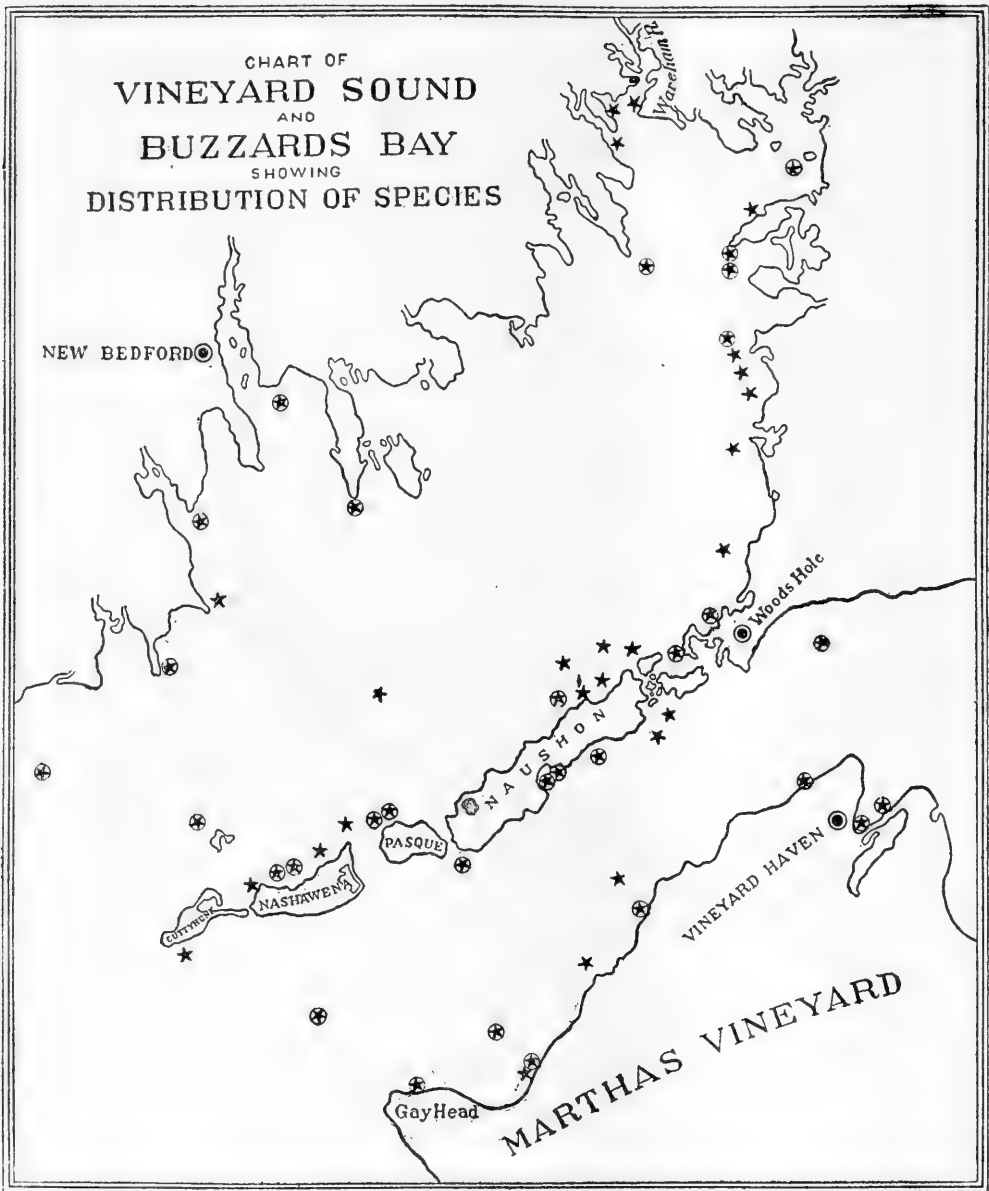 CHART OF
VINEYARD SOUND
AND
BUZZARDS BAY
SHOWING
DISTRIBUTION OF SPECIES
Wareham R.
NEW BEDFORD
Woods Hole
NAUSHON
PASQUE
NASHAWENA
CUTTYHUNK
VINEYARD HAVEN
MARTHAS VINEYARD
Gay Head